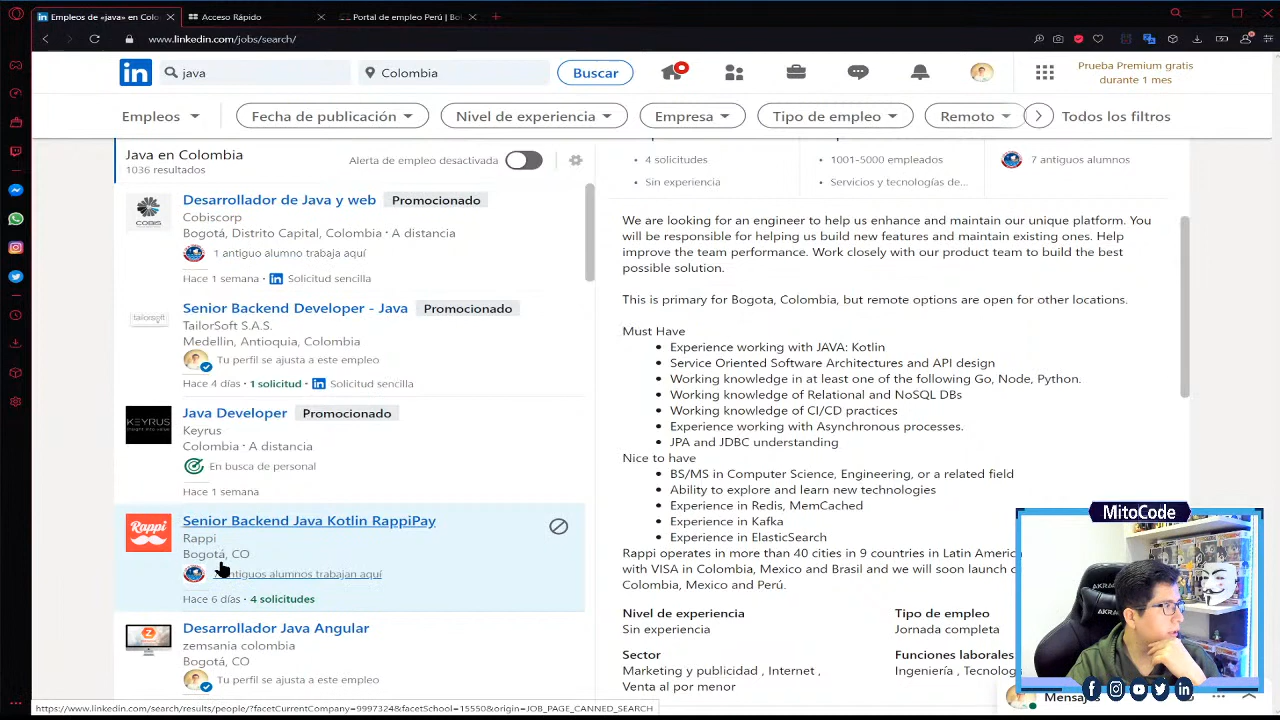 Empleos de «java» en Colo
Acceso Rápido
Portal de empleo Perú | Bol
www.linkedin.com/jobs/search/
in
java
Colombia
Buscar
Prueba Premium gratis
durante 1 mes
Empleos
Fecha de publicación
Nivel de experiencia
Empresa
Tipo de empleo
Remoto
Todos los filtros
Java en Colombia
1036 resultados
Alerta de empleo desactivada
COBIS
Desarrollador de Java y web
Promocionado
Cobiscorp
Bogotá, Distrito Capital, Colombia · A distancia
1 antiguo alumno trabaja aquí
Hace 1 semana · in Solicitud sencilla
tailorsoft
Senior Backend Developer - Java
Promocionado
TailorSoft S.A.S.
Medellín, Antioquia, Colombia
Tu perfil se ajusta a este empleo
Hace 4 días · 1 solicitud · in Solicitud sencilla
KEYRUS
Java Developer
Promocionado
Keyrus
Colombia · A distancia
En busca de personal
Hace 1 semana
Rappi
Senior Backend Java Kotlin RappiPay
Rappi
Bogotá, CO
antiguos alumnos trabajan aquí
Hace 6 días · 4 solicitudes
Desarrollador Java Angular
zemsania colombia
Bogotá, CO
Tu perfil se ajusta a este empleo
4 solicitudes
Sin experiencia
1001-5000 empleados
Servicios y tecnologías de...
7 antiguos alumnos
We are looking for an engineer to help us enhance and maintain our unique platform. You
will be responsible for helping us build new features and maintain existing ones. Help
improve the team performance. Work closely with our product team to build the best
possible solution.
This is primary for Bogota, Colombia, but remote options are open for other locations.
Must Have
• Experience working with JAVA: Kotlin
• Service Oriented Software Architectures and API design
• Working knowledge in at least one of the following Go, Node, Python.
• Working knowledge of Relational and NoSQL DBs
• Working knowledge of CI/CD practices
• Experience working with Asynchronous processes.
• JPA and JDBC understanding
Nice to have
• BS/MS in Computer Science, Engineering, or a related field
• Ability to explore and learn new technologies
• Experience in Redis, MemCached
• Experience in Kafka
• Experience in ElasticSearch
Rappi operates in more than 40 cities in 9 countries in Latin America
with VISA in Colombia, Mexico and Brasil and we will soon launch
Colombia, Mexico and Perú.
Nivel de experiencia
Sin experiencia
Tipo de empleo
Jornada completa
Sector
Marketing y publicidad , Internet ,
Venta al por menor
Funciones laborales
Ingeniería , Tecnolog
MitoCode
AKRA
AKRA
Mensajes
https://www.linkedin.com/search/results/people/?facetCurrentCompany=9997324&facetSchool=15550&origin=JOB_PAGE_CANNED_SEARCH